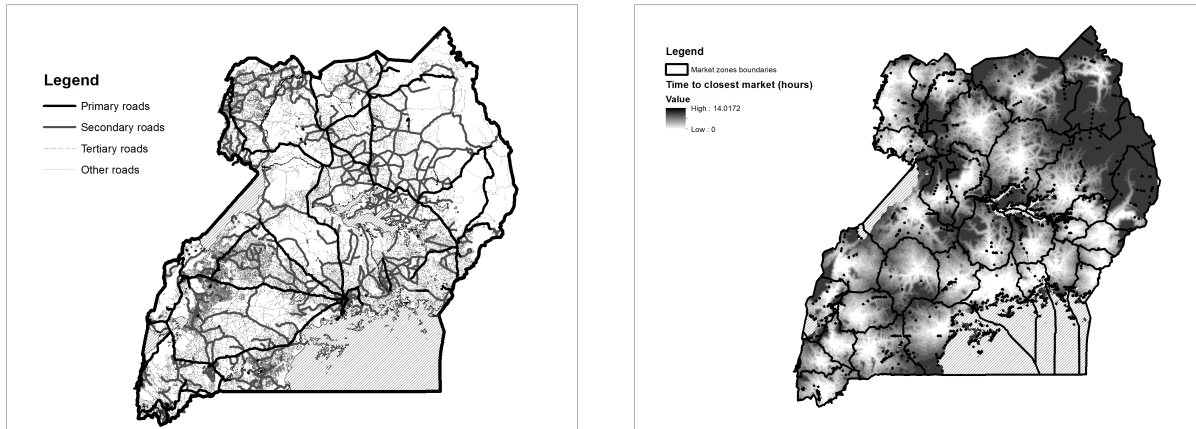 Legend
Primary roads
Secondary roads
Tertiary roads
Other roads
Legend
Market zones boundaries
Time to closest market (hours)
Value
High : 14.0172
Low : 0